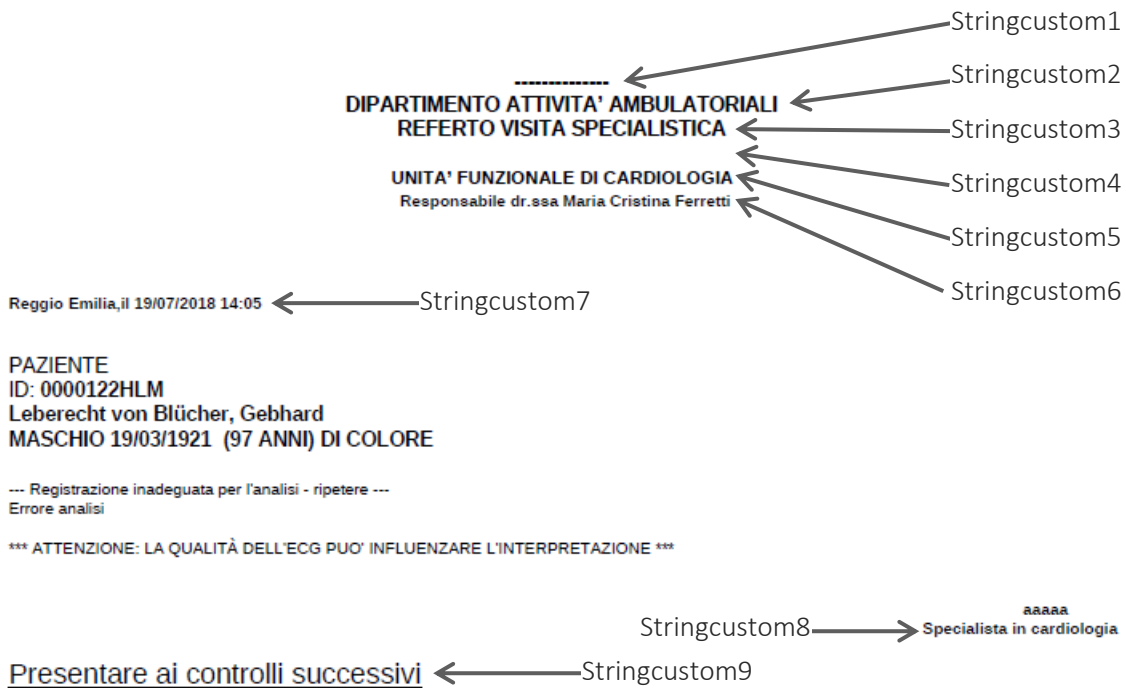 Stringcustom1
--------------
Stringcustom2
DIPARTIMENTO ATTIVITA' AMBULATORIALI
REFERTO VISITA SPECIALISTICA
Stringcustom3
Stringcustom4
UNITA' FUNZIONALE DI CARDIOLOGIA
Responsabile dr.ssa Maria Cristina Ferretti
Stringcustom5
Stringcustom6
Reggio Emilia,il 19/07/2018 14:05
Stringcustom7
PAZIENTE
ID: 0000122HLM
Leberecht von Blücher, Gebhard
MASCHIO 19/03/1921 (97 ANNI) DI COLORE
--- Registrazione inadeguata per l'analisi - ripetere ---
Errore analisi
*** ATTENZIONE: LA QUALITÀ DELL'ECG PUO' INFLUENZARE L'INTERPRETAZIONE ***
aaaaa
Stringcustom8
Specialista in cardiologia
Presentare ai controlli successivi
Stringcustom9